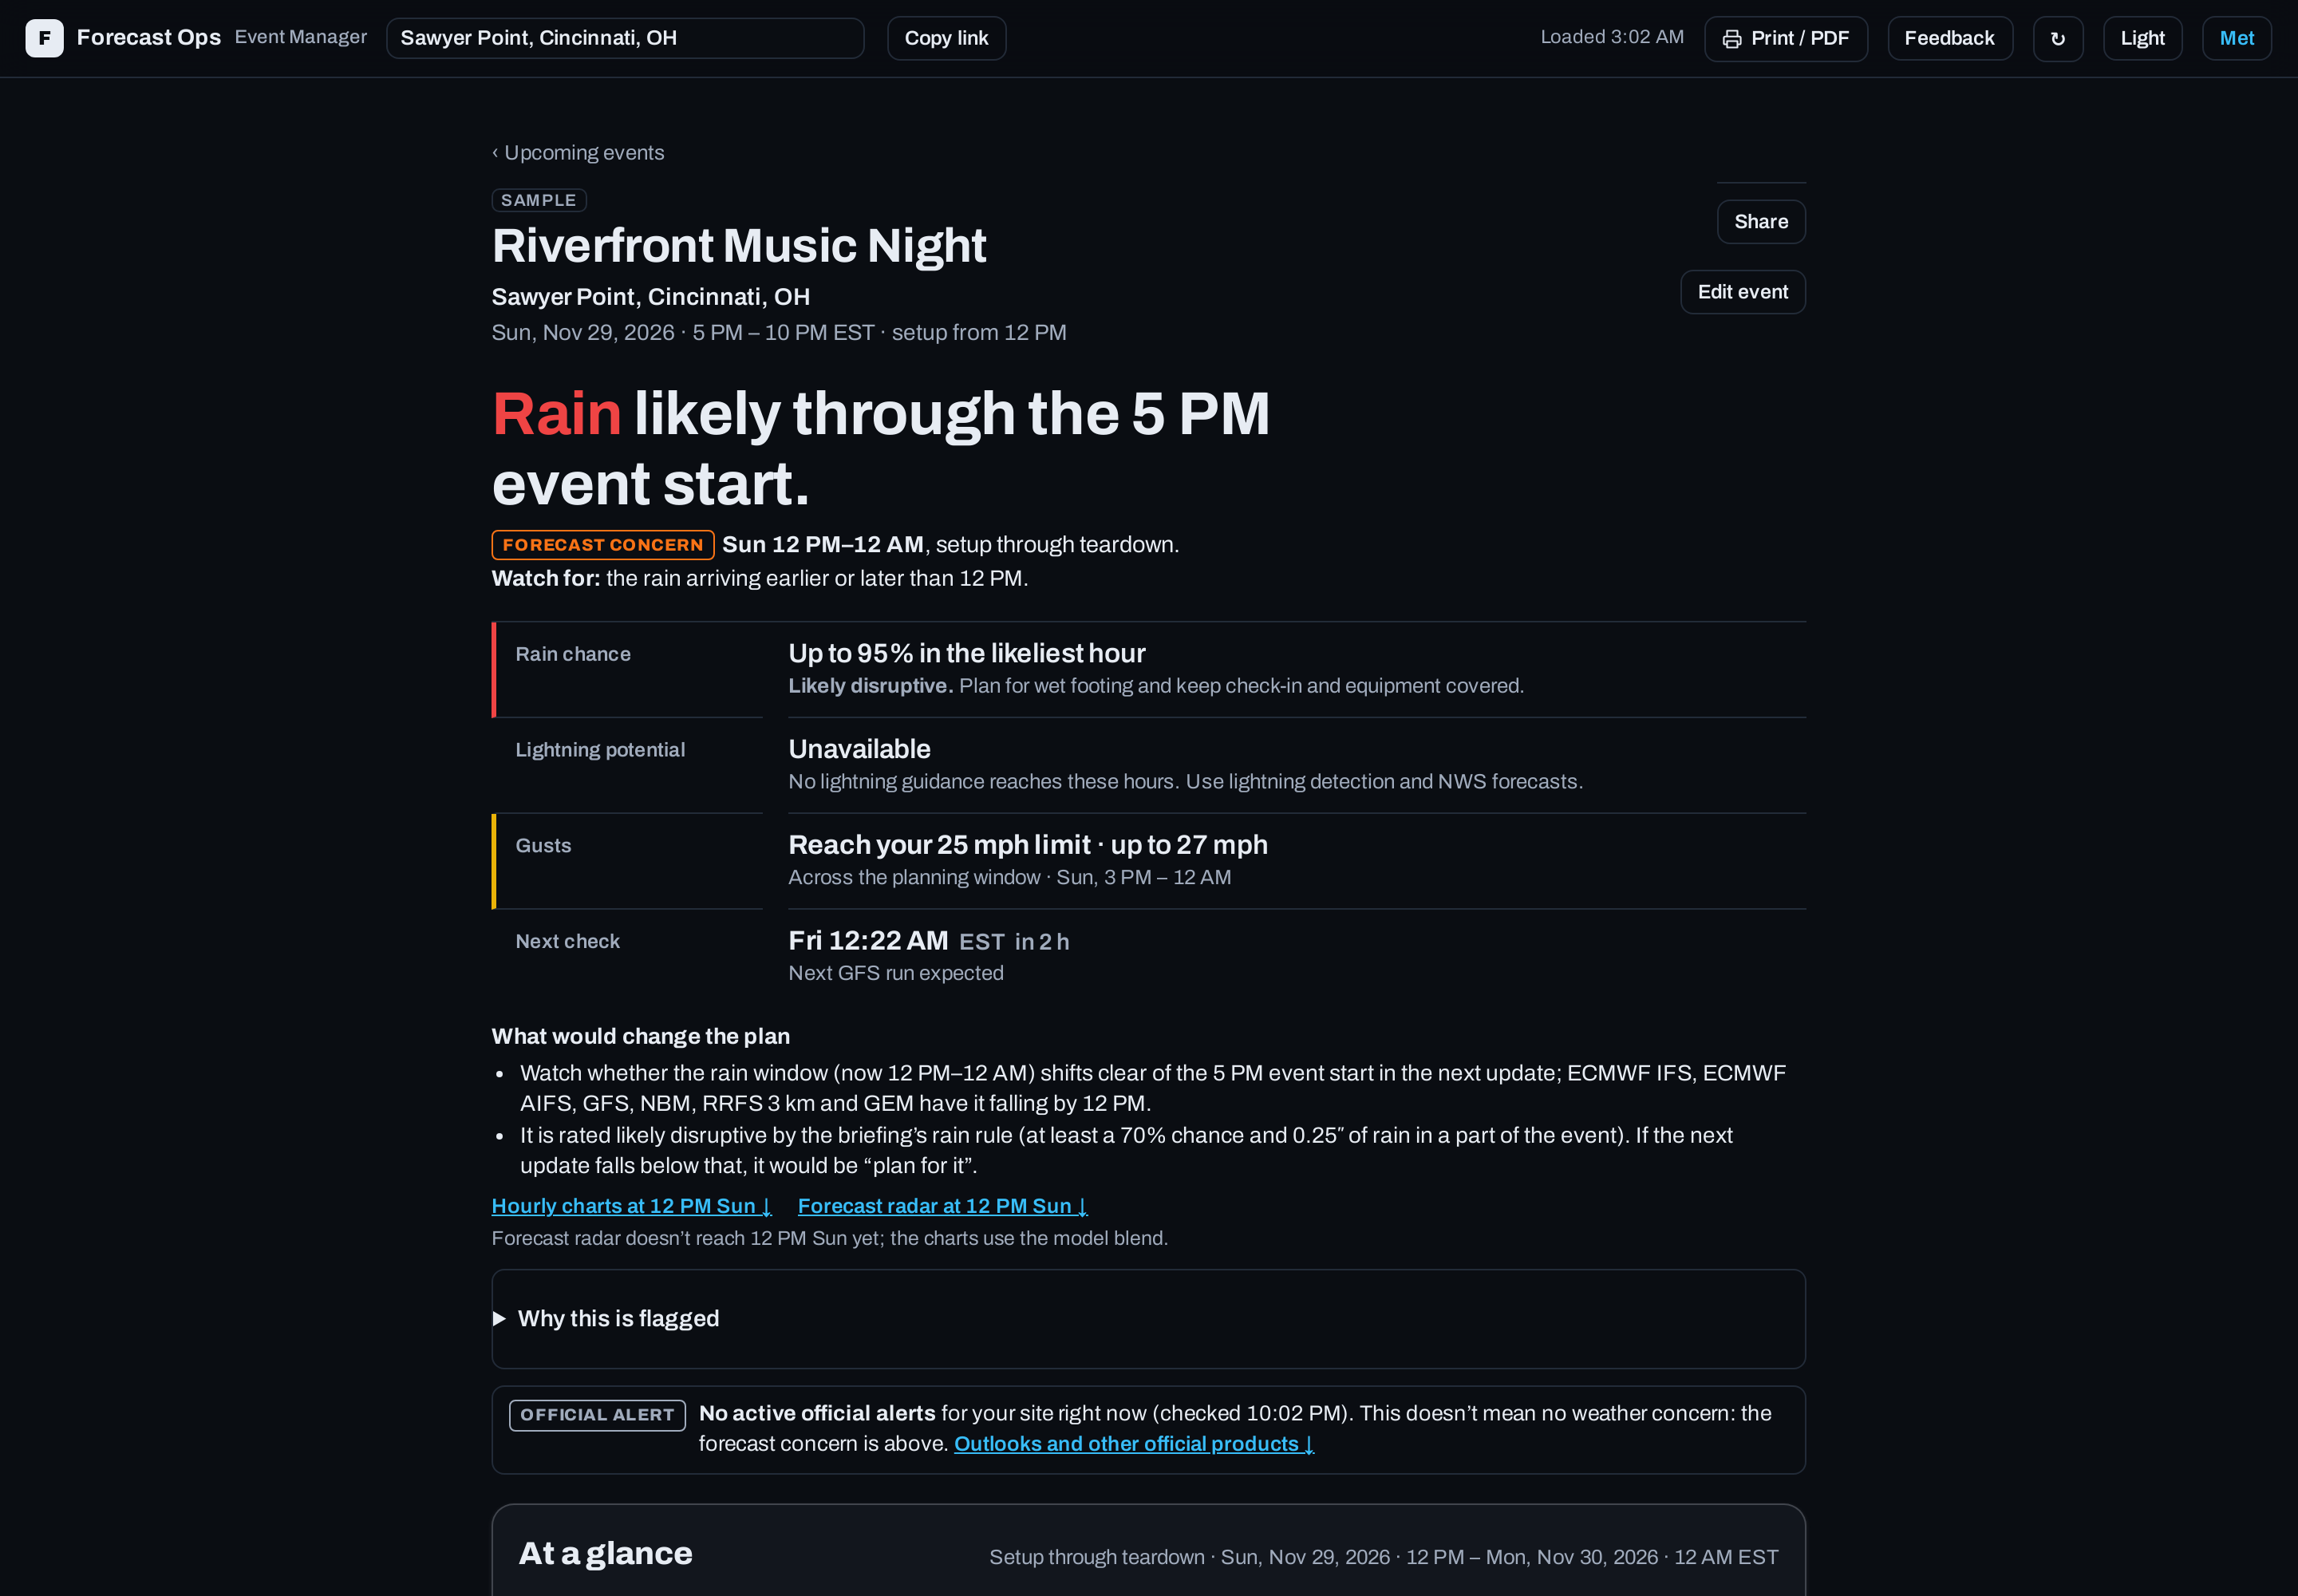 F Forecast Ops Event Manager Sawyer Point, Cincinnati, OH Copy link Loaded 3:02 AM Print / PDF Feedback ↻ Light Met
‹ Upcoming events
SAMPLE
Riverfront Music Night
Sawyer Point, Cincinnati, OH
Sun, Nov 29, 2026 · 5 PM – 10 PM EST · setup from 12 PM
Share
Edit event
Rain likely through the 5 PM
event start.
FORECAST CONCERN Sun 12 PM–12 AM, setup through teardown.
Watch for: the rain arriving earlier or later than 12 PM.
Rain chance
Up to 95% in the likeliest hour
Likely disruptive. Plan for wet footing and keep check-in and equipment covered.
Lightning potential
Unavailable
No lightning guidance reaches these hours. Use lightning detection and NWS forecasts.
Gusts
Reach your 25 mph limit · up to 27 mph
Across the planning window · Sun, 3 PM – 12 AM
Next check
Fri 12:22 AM EST in 2 h
Next GFS run expected
What would change the plan
• Watch whether the rain window (now 12 PM–12 AM) shifts clear of the 5 PM event start in the next update; ECMWF IFS, ECMWF
AIFS, GFS, NBM, RRFS 3 km and GEM have it falling by 12 PM.
• It is rated likely disruptive by the briefing’s rain rule (at least a 70% chance and 0.25″ of rain in a part of the event). If the next
update falls below that, it would be “plan for it”.
Hourly charts at 12 PM Sun ↓ Forecast radar at 12 PM Sun ↓
Forecast radar doesn’t reach 12 PM Sun yet; the charts use the model blend.
▶ Why this is flagged
OFFICIAL ALERT No active official alerts for your site right now (checked 10:02 PM). This doesn’t mean no weather concern: the
forecast concern is above. Outlooks and other official products ↓
At a glance
Setup through teardown · Sun, Nov 29, 2026 · 12 PM – Mon, Nov 30, 2026 · 12 AM EST